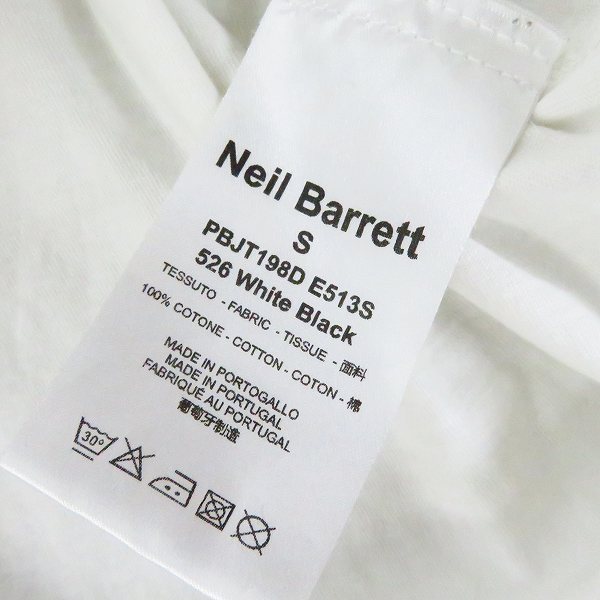 Neil Barrett
S
PBJT198D E513S
526 White Black
TESSUTO - FABRIC - TISSUE - 面料
100% COTONE - COTTON - COTON - 棉
MADE IN PORTOGALLO
MADE IN PORTUGAL
FABRIQUÉ AU PORTUGAL
葡萄牙制造
30°